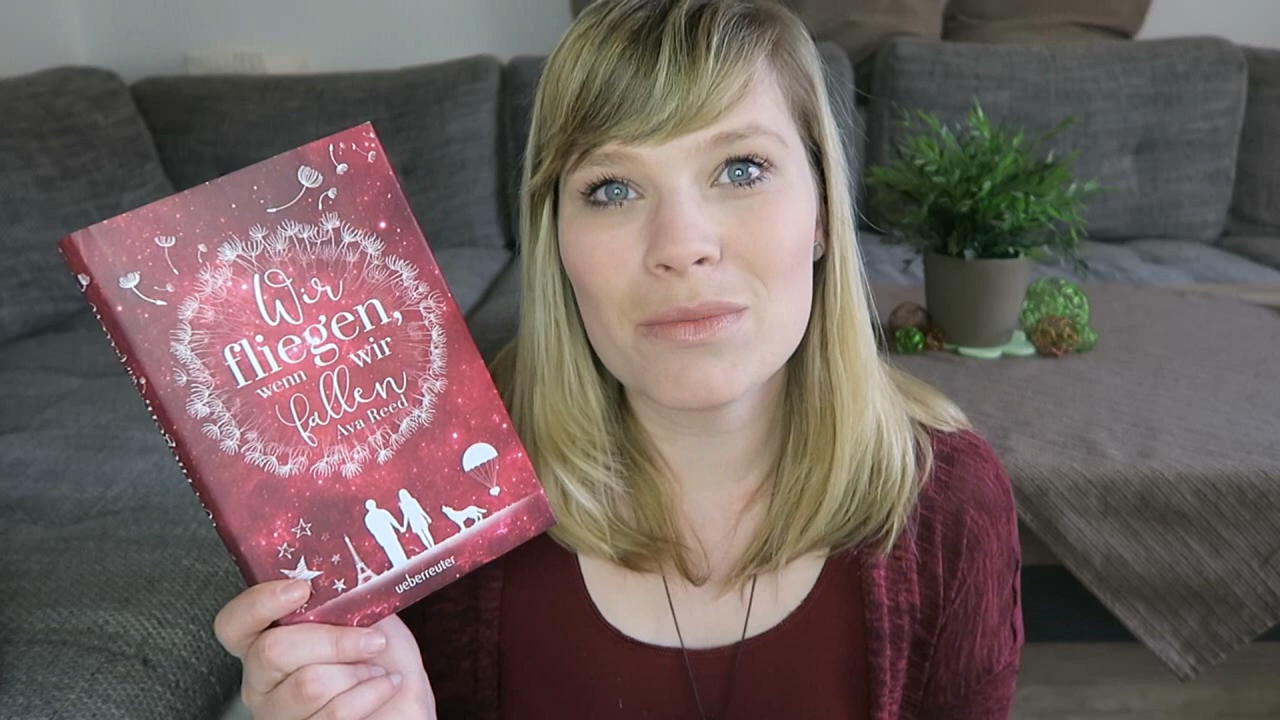 Wir
fliegen,
wenn wir
fallen
Ava Reed
ueberreuter